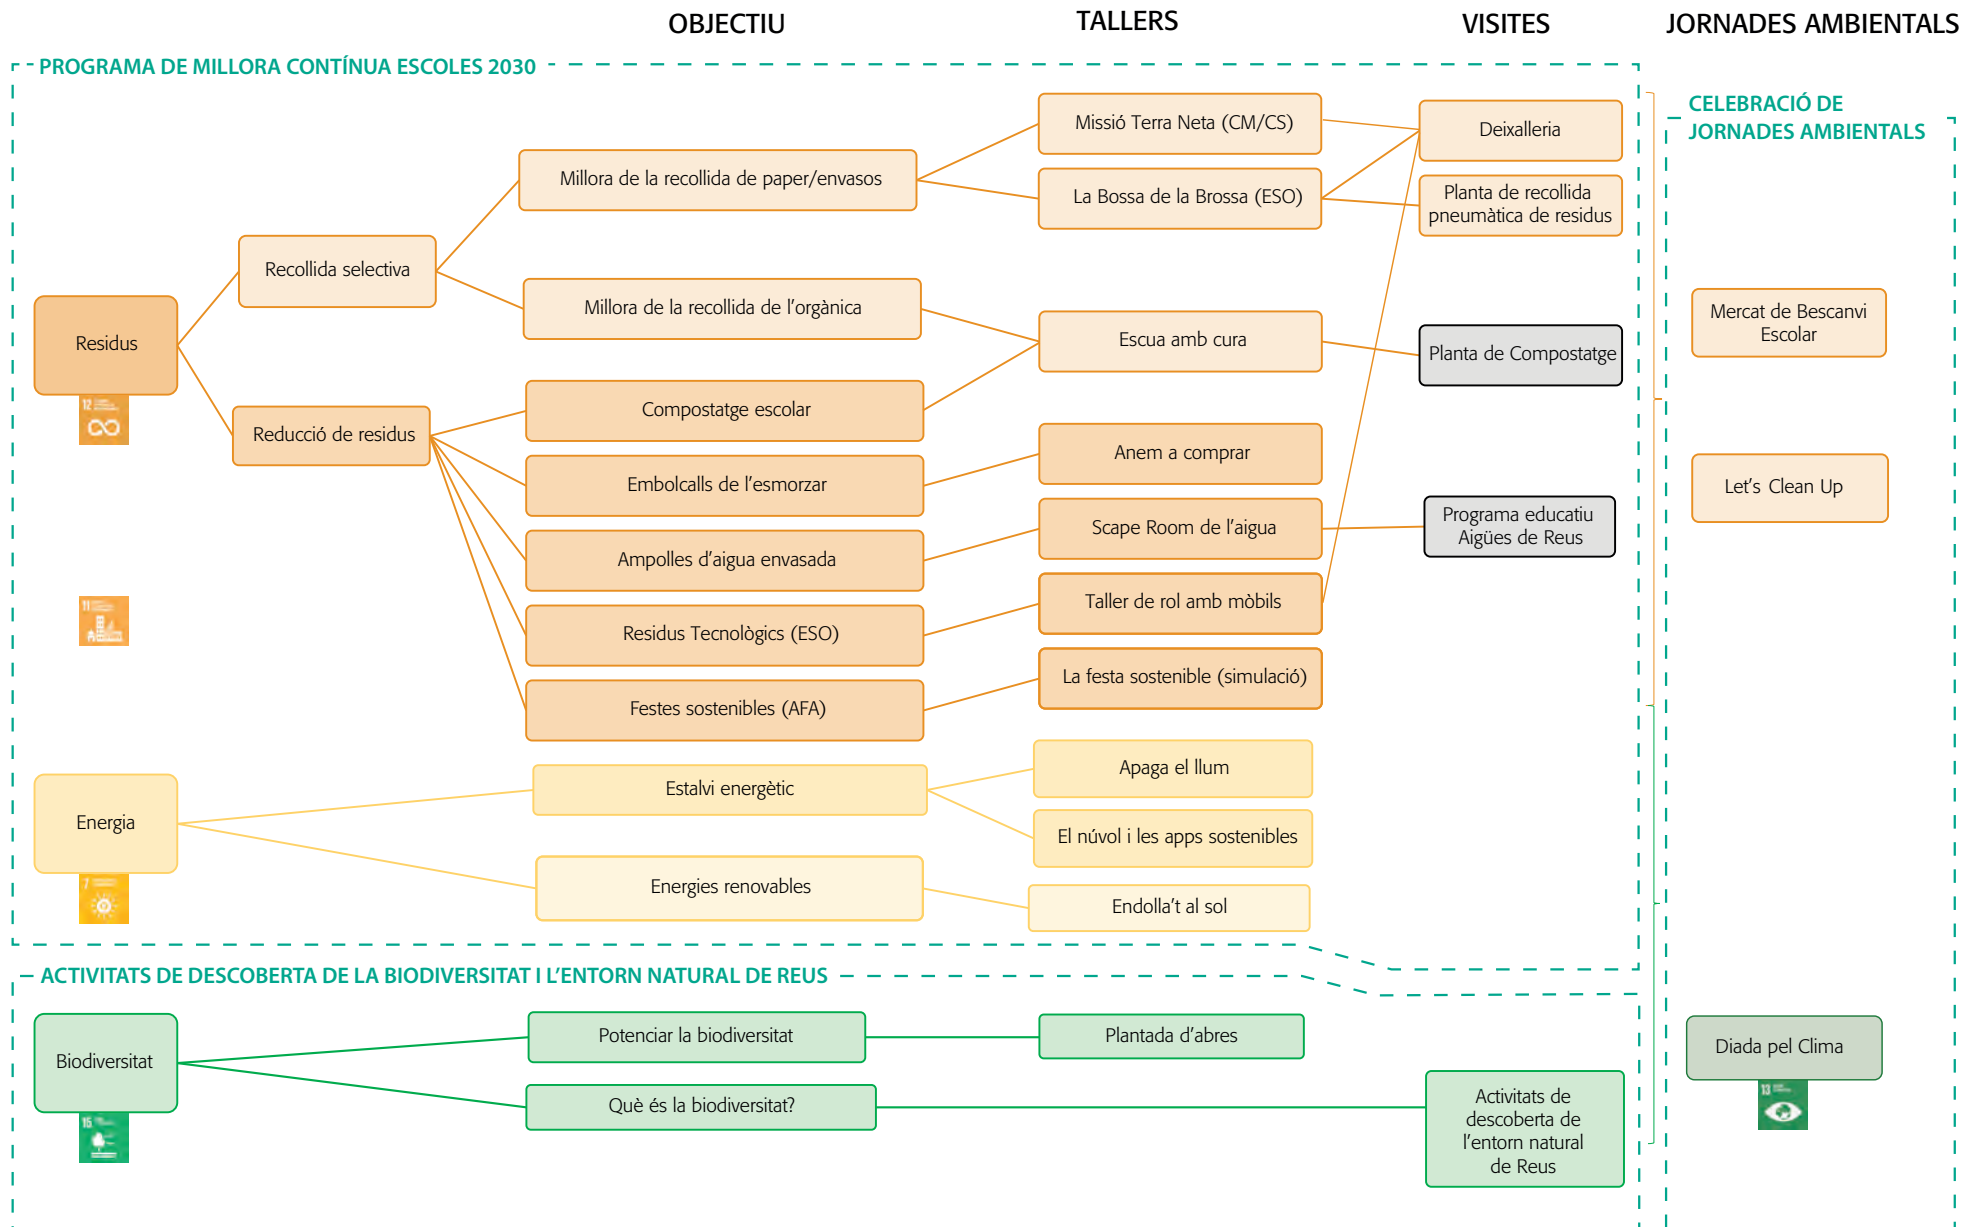 OBJECTIU
TALLERS
VISITES
JORNADES AMBIENTALS
PROGRAMA DE MILLORA CONTÍNUA ESCOLES 2030
CELEBRACIÓ DE
JORNADES AMBIENTALS
Residus
12
11
Recollida selectiva
Reducció de residus
Millora de la recollida de paper/envasos
Millora de la recollida de l'orgànica
Compostatge escolar
Embolcalls de l'esmorzar
Ampolles d'aigua envasada
Residus Tecnològics (ESO)
Festes sostenibles (AFA)
Missió Terra Neta (CM/CS)
La Bossa de la Brossa (ESO)
Escua amb cura
Anem a comprar
Scape Room de l'aigua
Taller de rol amb mòbils
La festa sostenible (simulació)
Deixalleria
Planta de recollida
pneumàtica de residus
Planta de Compostatge
Programa educatiu
Aigües de Reus
Mercat de Bescanvi
Escolar
Let's Clean Up
Energia
7
Estalvi energètic
Energies renovables
Apaga el llum
El núvol i les apps sostenibles
Endolla't al sol
ACTIVITATS DE DESCOBERTA DE LA BIODIVERSITAT I L'ENTORN NATURAL DE REUS
Biodiversitat
15
Potenciar la biodiversitat
Què és la biodiversitat?
Plantada d'abres
Activitats de
descoberta de
l'entorn natural
de Reus
Diada pel Clima
13